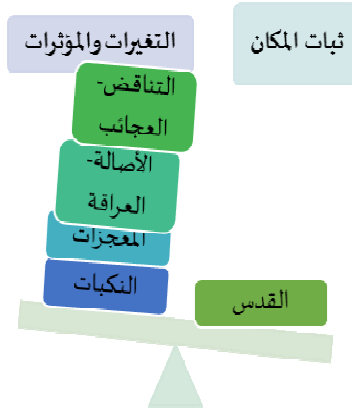 ثبات المكان
التغيرات والمؤثرات
التناقض-
العجائب
الأصالة-
العراقة
المعجزات
النكبات
القدس